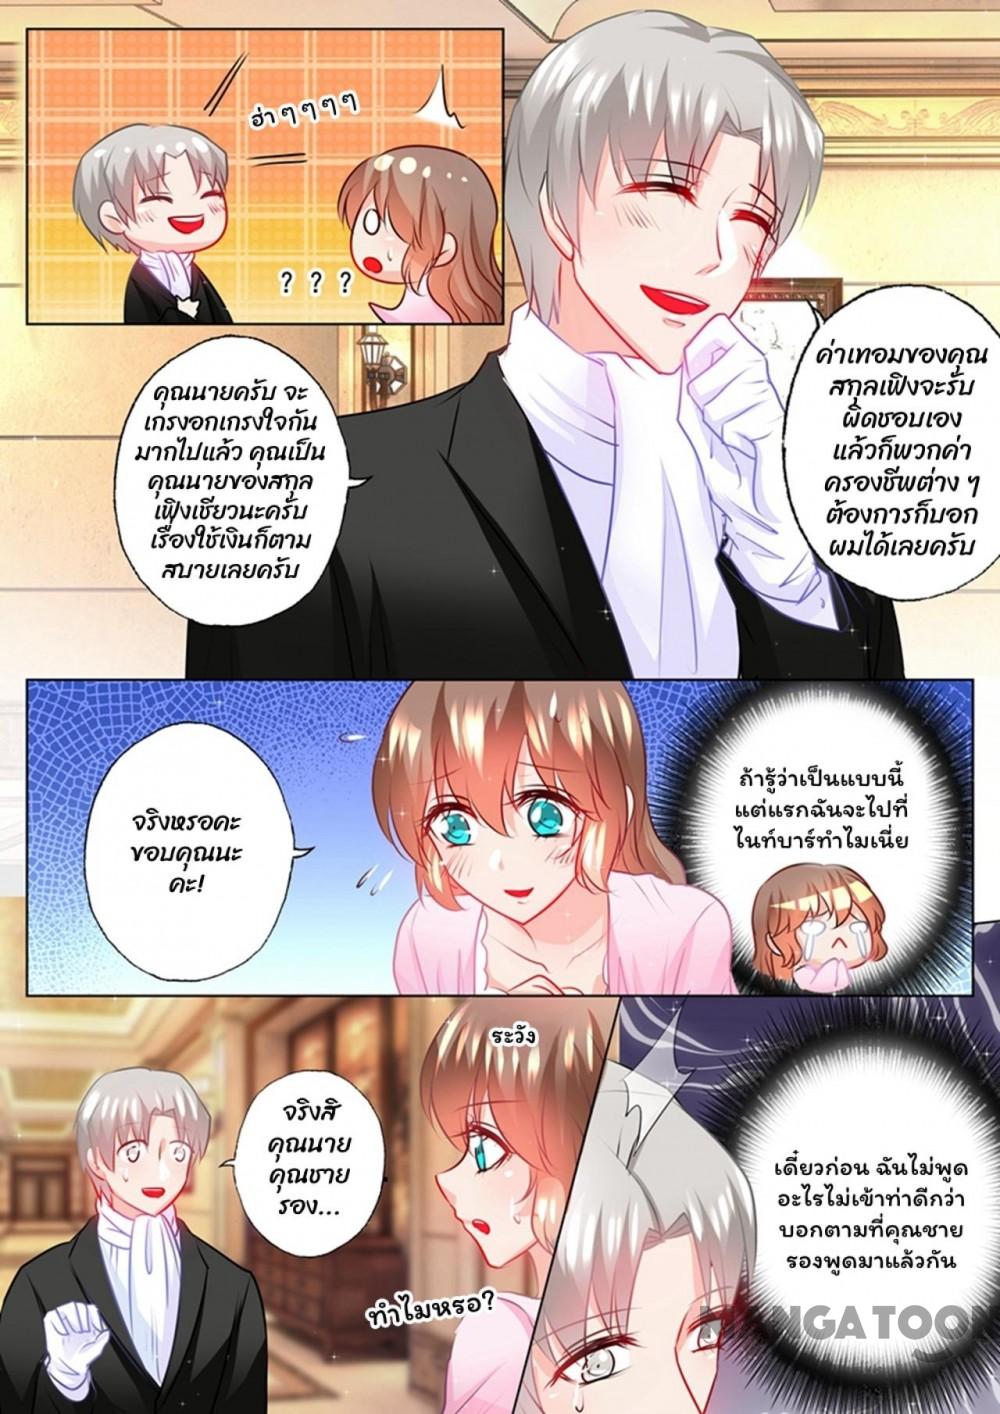 ฮ่าๆๆๆๆ
? ? ?
ค่าเทอมของคุณ
สกุลเฟิงจะรับ
ผิดชอบเอง
แล้วก็พวกค่า
ครองชีพต่าง ๆ
ต้องการก็บอก
ผมได้เลยครับ
คุณนายครับ จะ
เกรงอกเกรงใจกัน
มากไปแล้ว คุณเป็น
คุณนายของสกุล
เฟิงเชียวนะครับ
เรื่องใช้เงินก็ตาม
สบายเลยครับ
จริงหรอคะ
ขอบคุณนะ
คะ!
ถ้ารู้ว่าเป็นแบบนี้
แต่แรกฉันจะไปที่
ไนท์บาร์ทำไมเนี่ย
ระวัง
จริงสิ
คุณนาย
คุณชาย
รอง...
ทำไมหรอ?
เดี๋ยวก่อน ฉันไม่พูด
อะไรไม่เข้าท่าดีกว่า
บอกตามที่คุณชาย
รองพูดมาแล้วกัน
MANGATOON